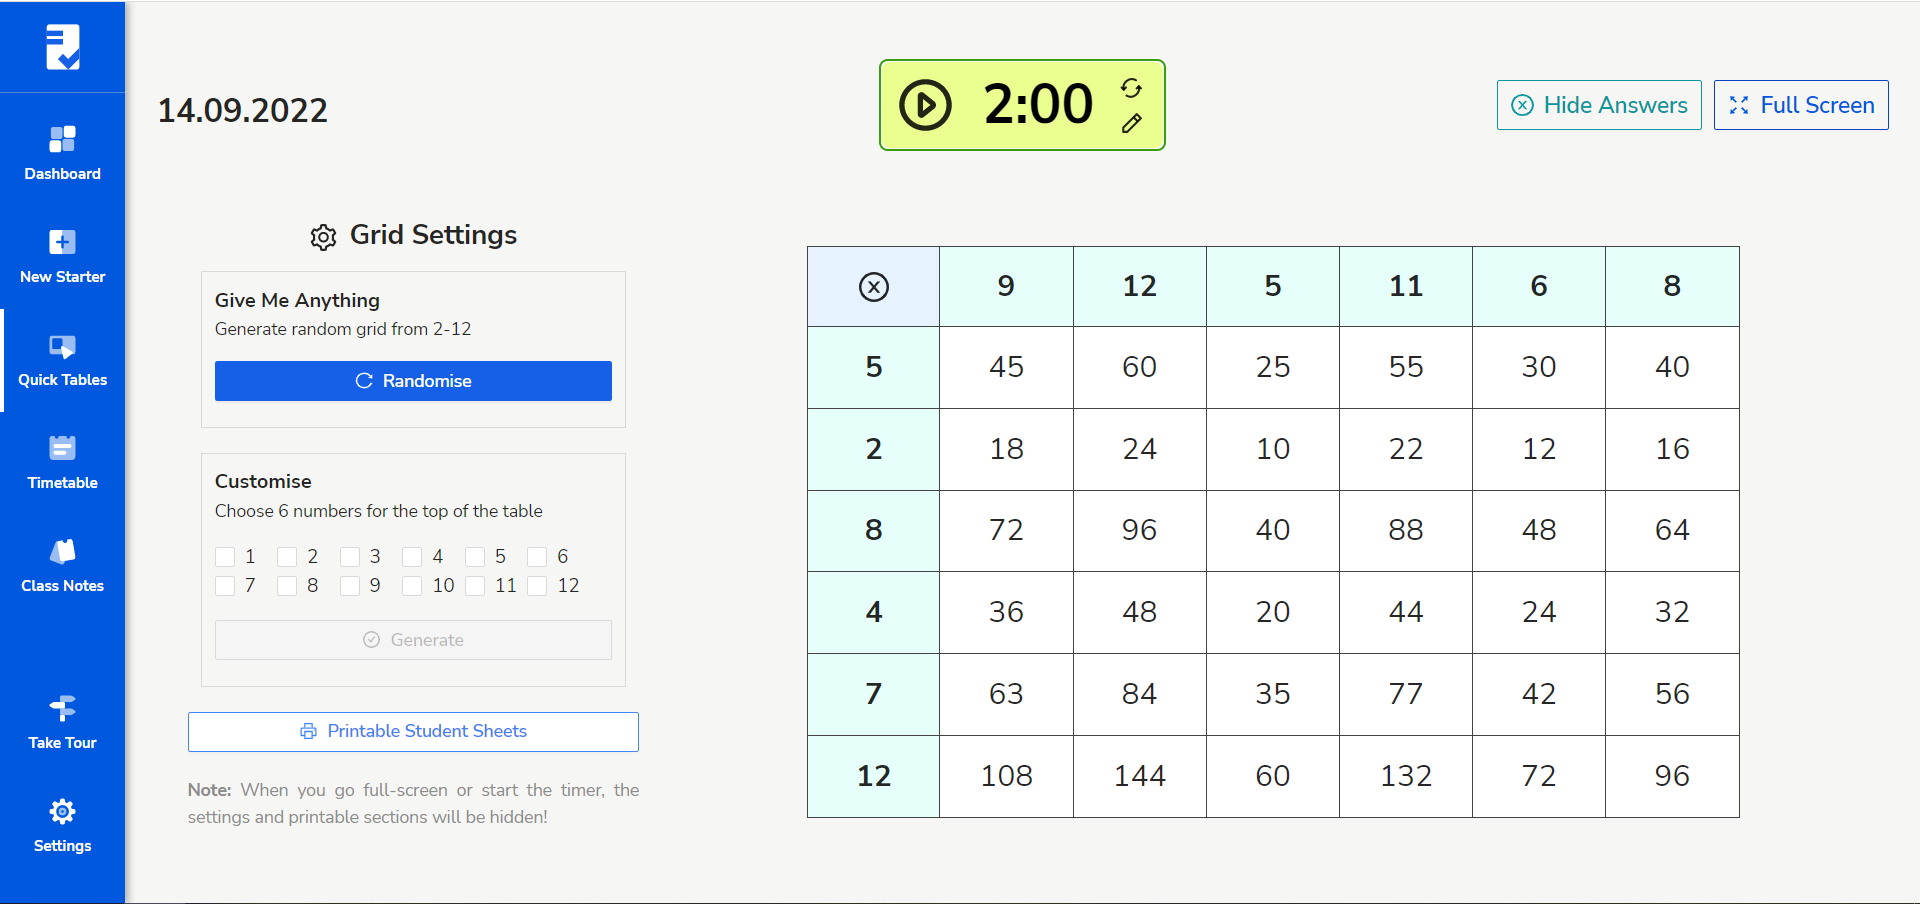 14.09.2022
2:00
Hide Answers
Full Screen
Dashboard
New Starter
Quick Tables
Timetable
Class Notes
Take Tour
Settings
Grid Settings
Give Me Anything
Generate random grid from 2-12
Randomise
Customise
Choose 6 numbers for the top of the table
1 2 3 4 5 6
7 8 9 10 11 12
Generate
Printable Student Sheets
Note: When you go full-screen or start the timer, the
settings and printable sections will be hidden!
9 12 5 11 6 8
5 45 60 25 55 30 40
2 18 24 10 22 12 16
8 72 96 40 88 48 64
4 36 48 20 44 24 32
7 63 84 35 77 42 56
12 108 144 60 132 72 96